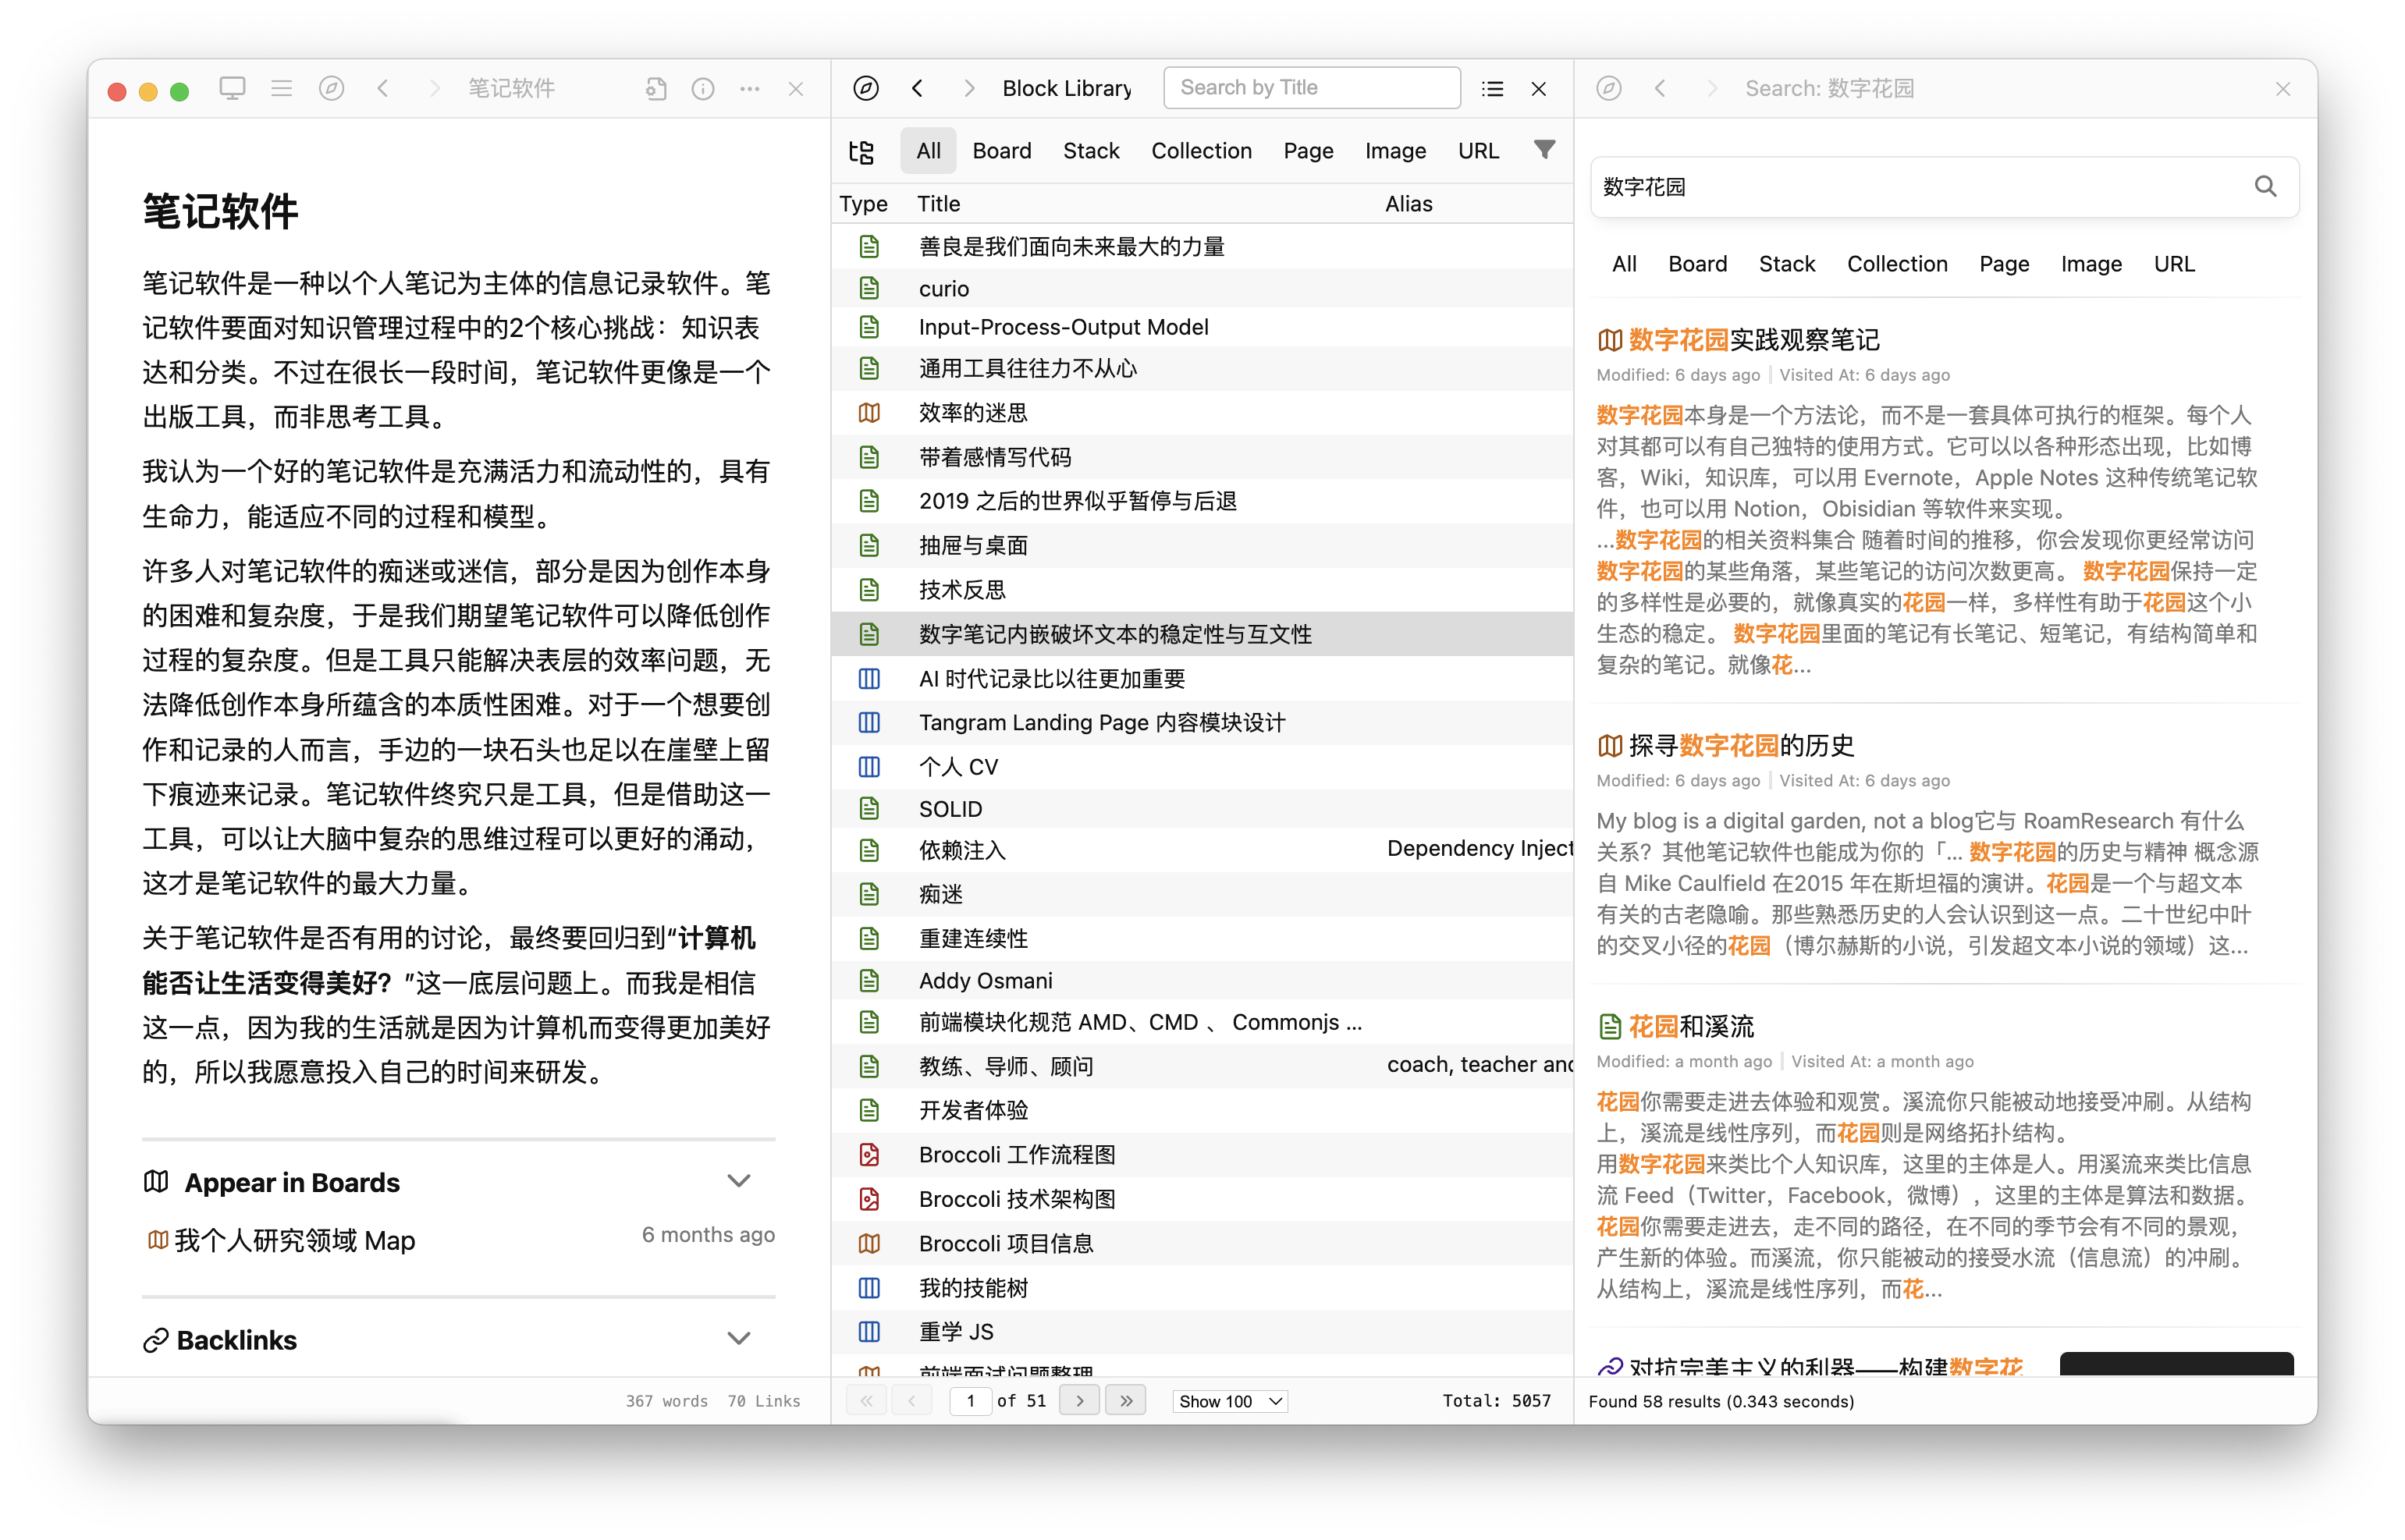 笔记软件
笔记软件
笔记软件是一种以个人笔记为主体的信息记录软件。笔
记软件要面对知识管理过程中的2个核心挑战：知识表
达和分类。不过在很长一段时间，笔记软件更像是一个
出版工具，而非思考工具。
我认为一个好的笔记软件是充满活力和流动性的，具有
生命力，能适应不同的过程和模型。
许多人对笔记软件的痴迷或迷信，部分是因为创作本身
的困难和复杂度，于是我们期望笔记软件可以降低创作
过程的复杂度。但是工具只能解决表层的效率问题，无
法降低创作本身所蕴含的本质性困难。对于一个想要创
作和记录的人而言，手边的一块石头也足以在崖壁上留
下痕迹来记录。笔记软件终究只是工具，但是借助这一
工具，可以让大脑中复杂的思维过程可以更好的涌动，
这才是笔记软件的最大力量。
关于笔记软件是否有用的讨论，最终要回归到“计算机
能否让生活变得美好？”这一底层问题上。而我是相信
这一点，因为我的生活就是因为计算机而变得更加美好
的，所以我愿意投入自己的时间来研发。
Appear in Boards
我个人研究领域 Map 6 months ago
Backlinks
367 words 70 Links
Block Library Search by Title
All Board Stack Collection Page Image URL
Type Title Alias
善良是我们面向未来最大的力量
curio
Input-Process-Output Model
通用工具往往力不从心
效率的迷思
带着感情写代码
2019 之后的世界似乎暂停与后退
抽屉与桌面
技术反思
数字笔记内嵌破坏文本的稳定性与互文性
AI 时代记录比以往更加重要
Tangram Landing Page 内容模块设计
个人 CV
SOLID
依赖注入 Dependency Inject
痴迷
重建连续性
Addy Osmani
前端模块化规范 AMD、CMD 、 Commonjs ...
教练、导师、顾问 coach, teacher and
开发者体验
Broccoli 工作流程图
Broccoli 技术架构图
Broccoli 项目信息
我的技能树
重学 JS
前端面试问题整理
1 of 51 Show 100 Total: 5057
Search: 数字花园
数字花园
All Board Stack Collection Page Image URL
数字花园实践观察笔记
Modified: 6 days ago | Visited At: 6 days ago
数字花园本身是一个方法论，而不是一套具体可执行的框架。每个人
对其都可以有自己独特的使用方式。它可以以各种形态出现，比如博
客，Wiki，知识库，可以用 Evernote，Apple Notes 这种传统笔记软
件，也可以用 Notion，Obisidian 等软件来实现。
...数字花园的相关资料集合 随着时间的推移，你会发现你更经常访问
数字花园的某些角落，某些笔记的访问次数更高。 数字花园保持一定
的多样性是必要的，就像真实的花园一样，多样性有助于花园这个小
生态的稳定。 数字花园里面的笔记有长笔记、短笔记，有结构简单和
复杂的笔记。就像花...
探寻数字花园的历史
Modified: 6 days ago | Visited At: 6 days ago
My blog is a digital garden, not a blog它与 RoamResearch 有什么
关系？其他笔记软件也能成为你的「... 数字花园的历史与精神 概念源
自 Mike Caulfield 在2015 年在斯坦福的演讲。花园是一个与超文本
有关的古老隐喻。那些熟悉历史的人会认识到这一点。二十世纪中叶
的交叉小径的花园（博尔赫斯的小说，引发超文本小说的领域）这...
花园和溪流
Modified: a month ago | Visited At: a month ago
花园你需要走进去体验和观赏。溪流你只能被动地接受冲刷。从结构
上，溪流是线性序列，而花园则是网络拓扑结构。
用数字花园来类比个人知识库，这里的主体是人。用溪流来类比信息
流 Feed（Twitter，Facebook，微博），这里的主体是算法和数据。
花园你需要走进去，走不同的路径，在不同的季节会有不同的景观，
产生新的体验。而溪流，你只能被动的接受水流（信息流）的冲刷。
从结构上，溪流是线性序列，而花...
对抗完美主义的利器——构建数字花
Found 58 results (0.343 seconds)